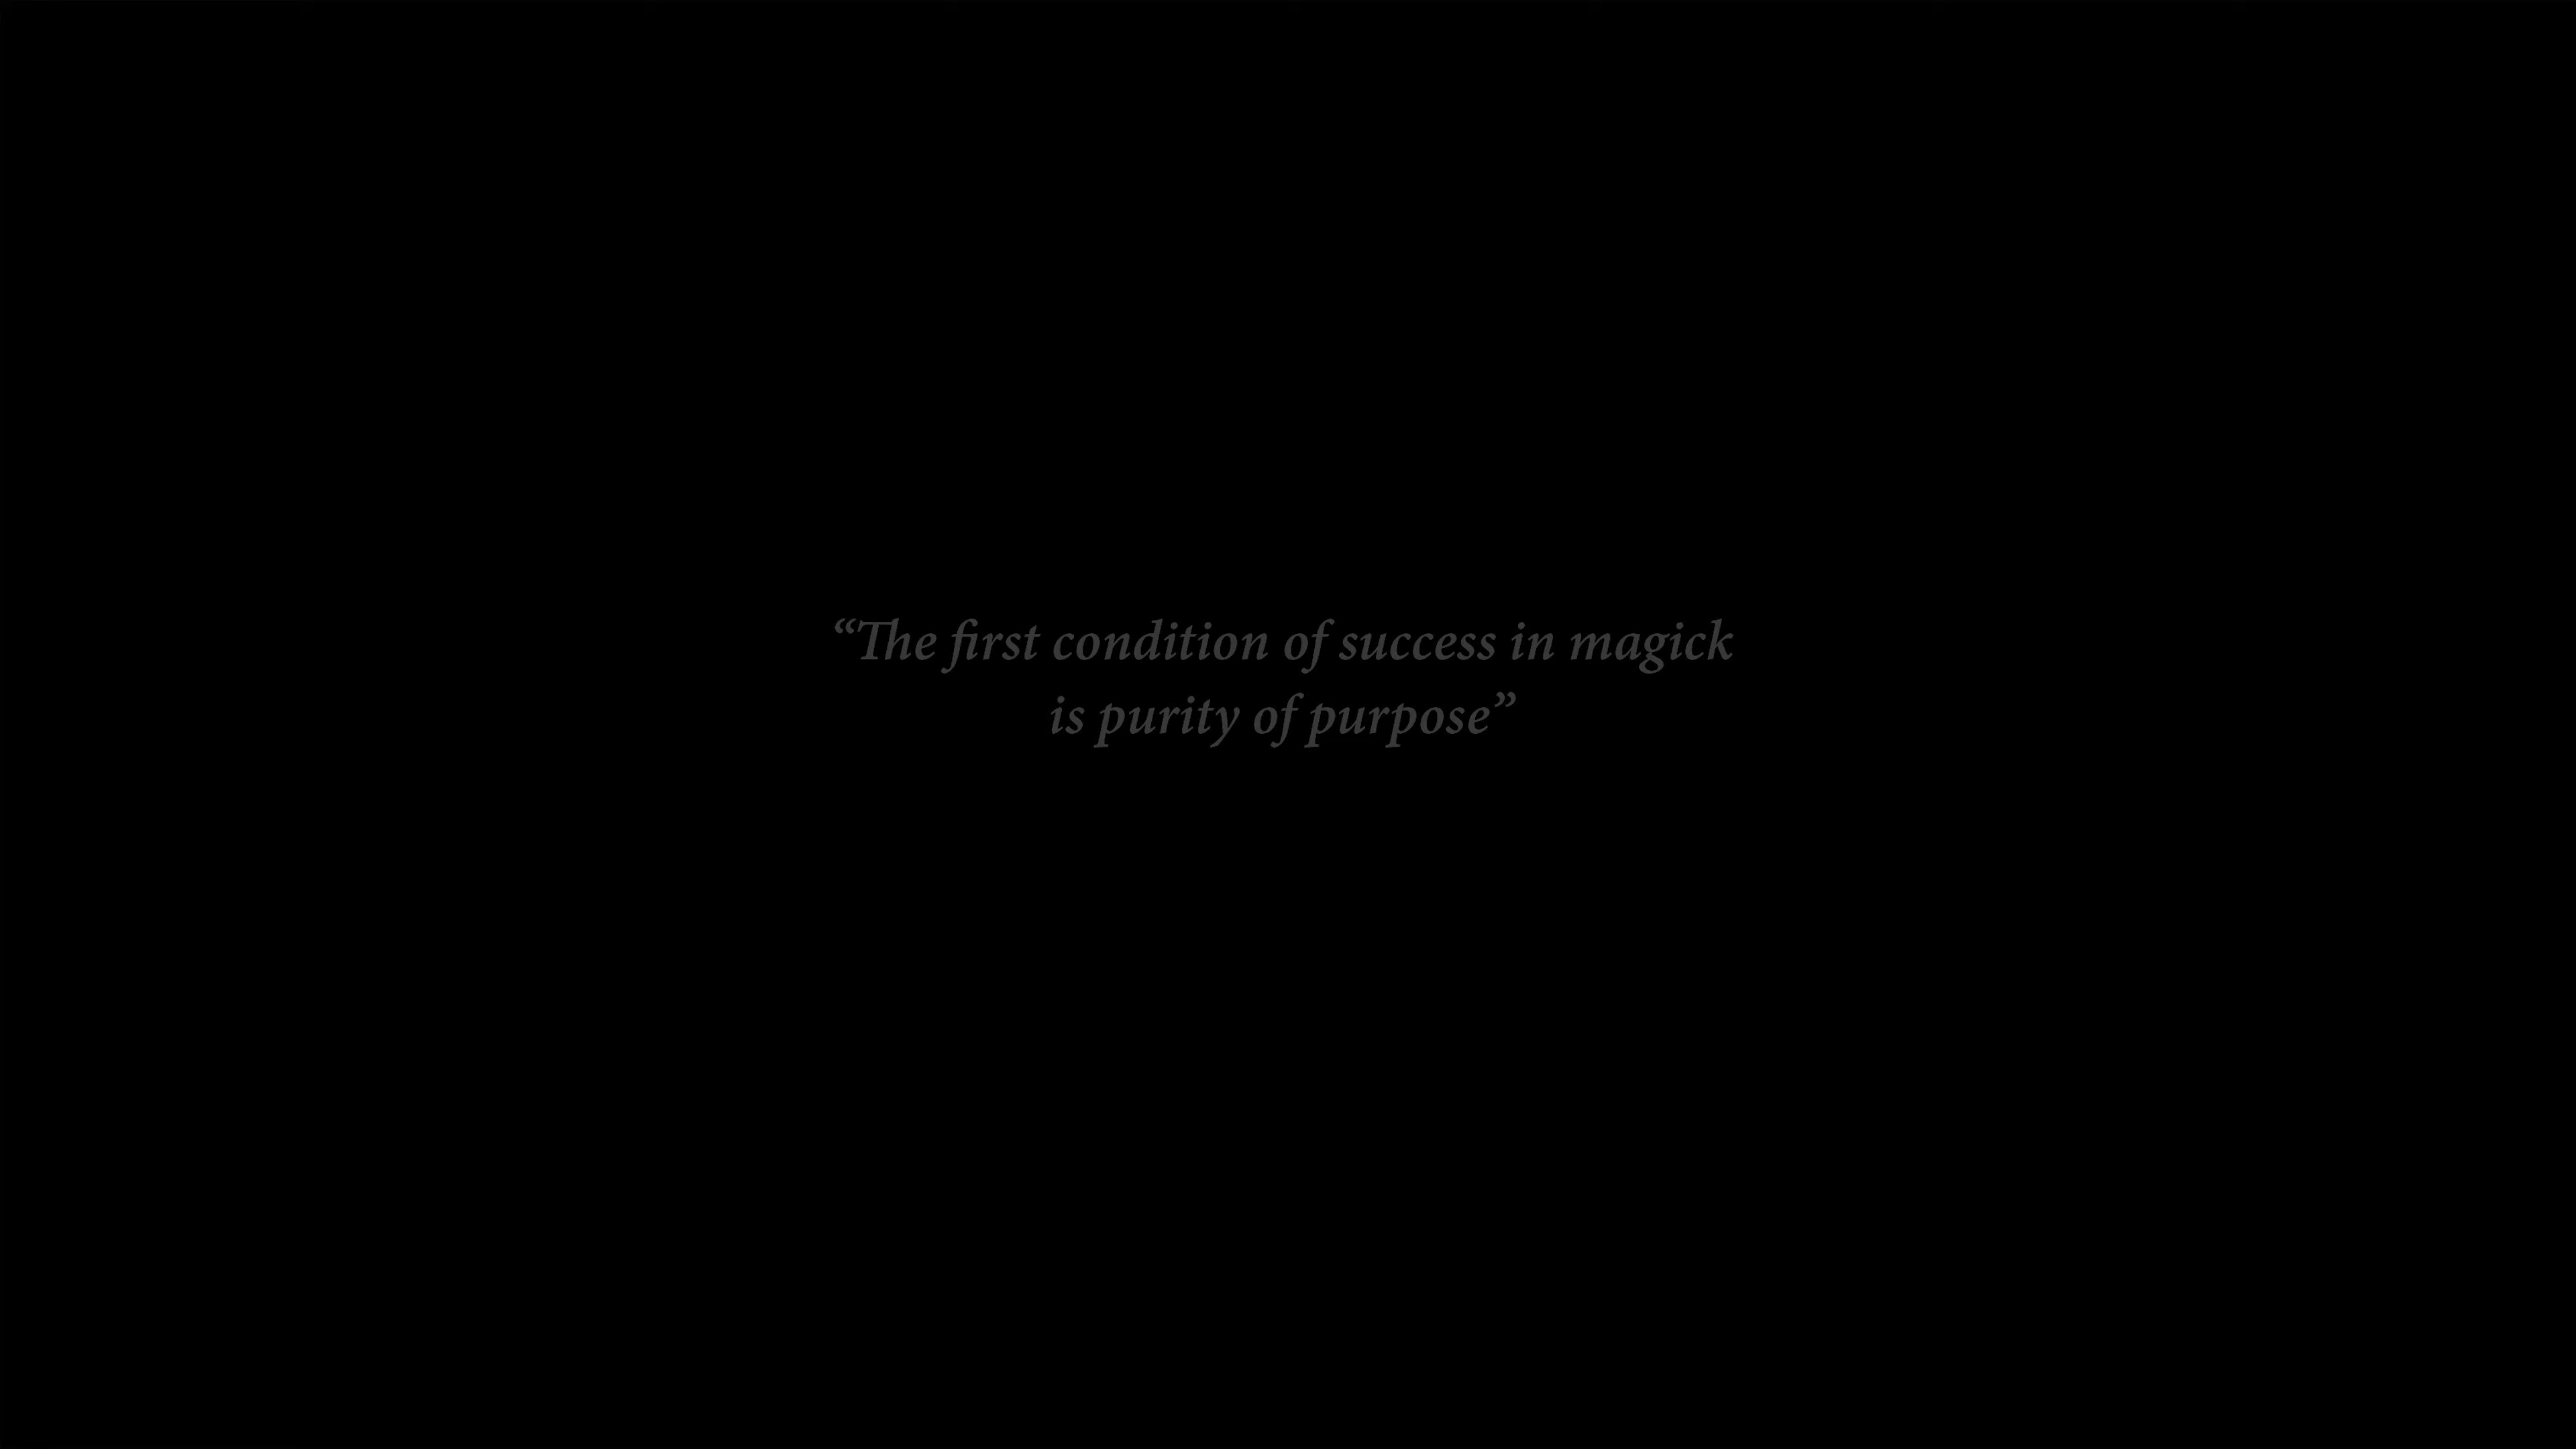 “The first condition of success in magick
is purity of purpose”